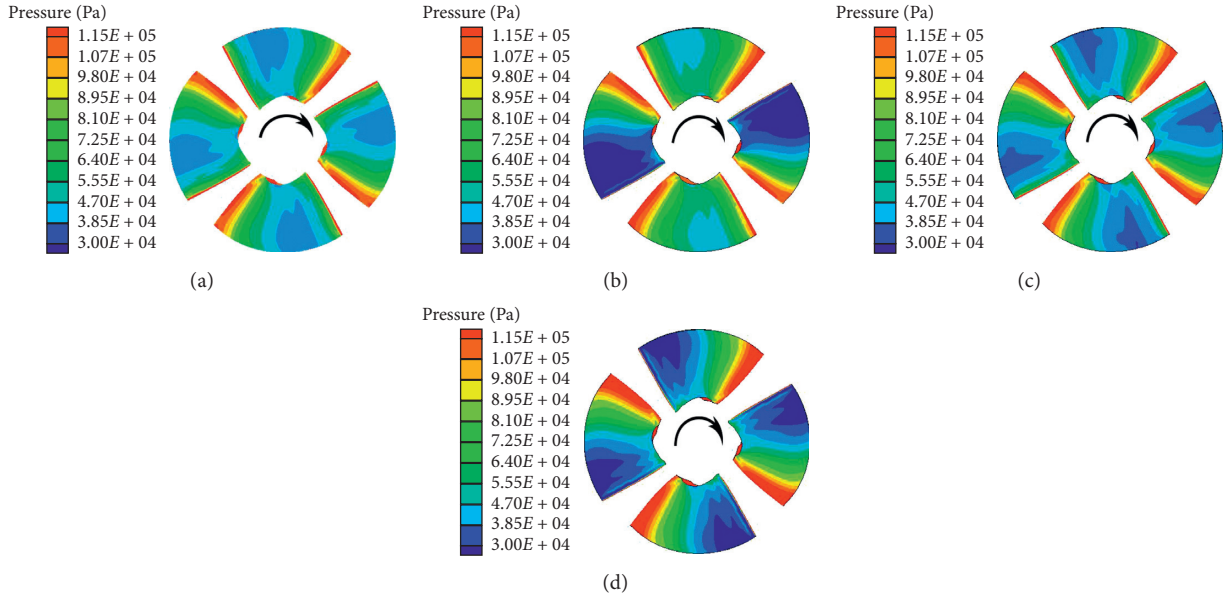 Pressure (Pa)
1.15E + 05
1.07E + 05
9.80E + 04
8.95E + 04
8.10E + 04
7.25E + 04
6.40E + 04
5.55E + 04
4.70E + 04
3.85E + 04
3.00E + 04
(a)
Pressure (Pa)
1.15E + 05
1.07E + 05
9.80E + 04
8.95E + 04
8.10E + 04
7.25E + 04
6.40E + 04
5.55E + 04
4.70E + 04
3.85E + 04
3.00E + 04
(b)
Pressure (Pa)
1.15E + 05
1.07E + 05
9.80E + 04
8.95E + 04
8.10E + 04
7.25E + 04
6.40E + 04
5.55E + 04
4.70E + 04
3.85E + 04
3.00E + 04
(c)
Pressure (Pa)
1.15E + 05
1.07E + 05
9.80E + 04
8.95E + 04
8.10E + 04
7.25E + 04
6.40E + 04
5.55E + 04
4.70E + 04
3.85E + 04
3.00E + 04
(d)